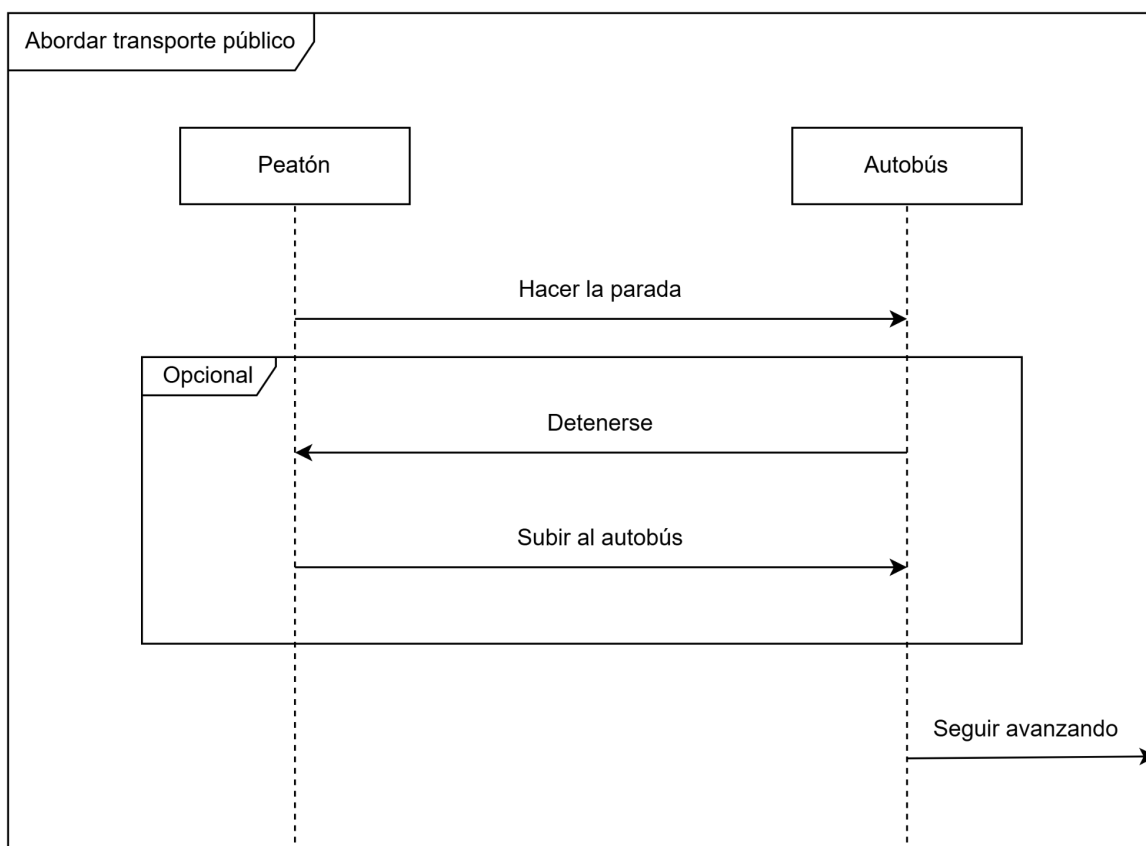 Abordar transporte público
Peatón
Autobús
Hacer la parada
Opcional
Detenerse
Subir al autobús
Seguir avanzando